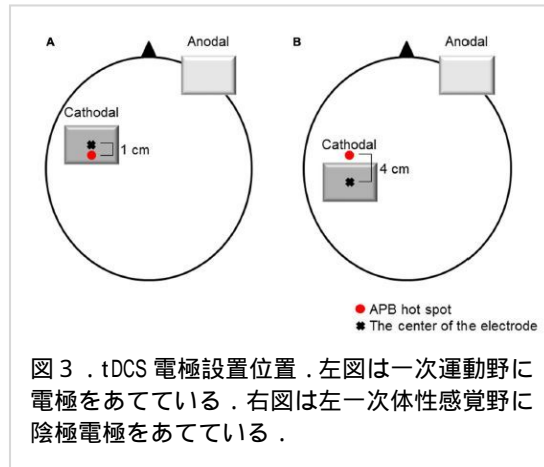 A
Anodal
Cathodal
1 cm
B
Anodal
Cathodal
4 cm
APB hot spot
The center of the electrode
図３．tDCS 電極設置位置．左図は一次運動野に
電極をあてている．右図は左一次体性感覚野に
陰極電極をあてている．